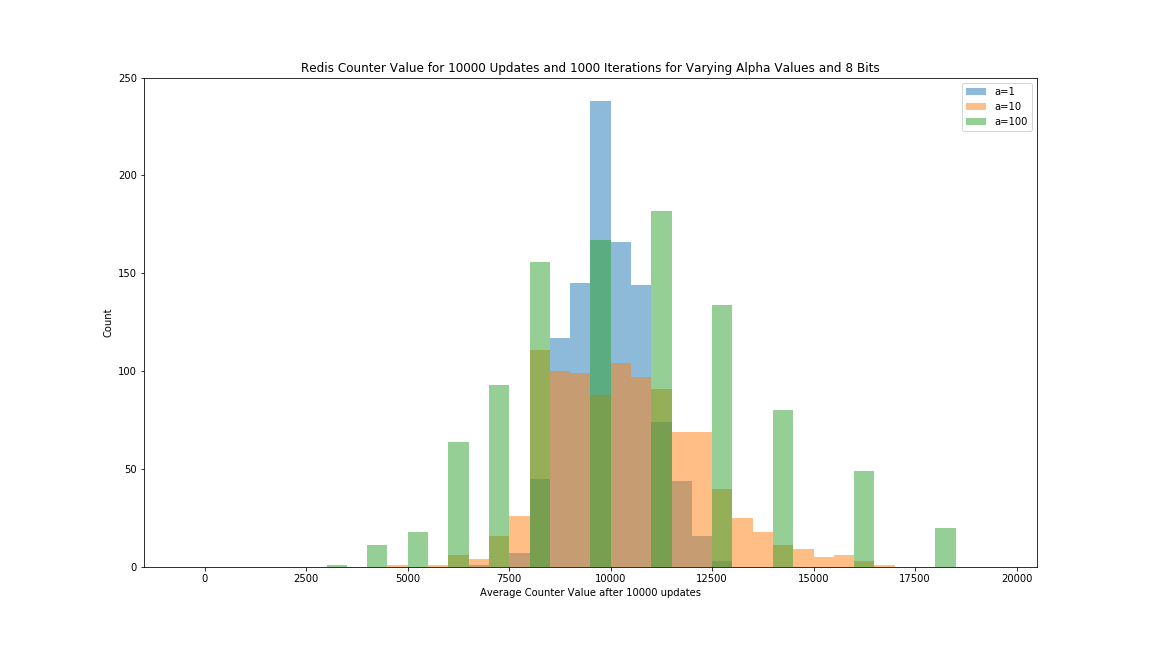 Redis Counter Value for 10000 Updates and 1000 Iterations for Varying Alpha Values and 8 Bits
250
200
150
100
50
0
Count
a=1
a=10
a=100
0 2500 5000 7500 10000 12500 15000 17500 20000
Average Counter Value after 10000 updates